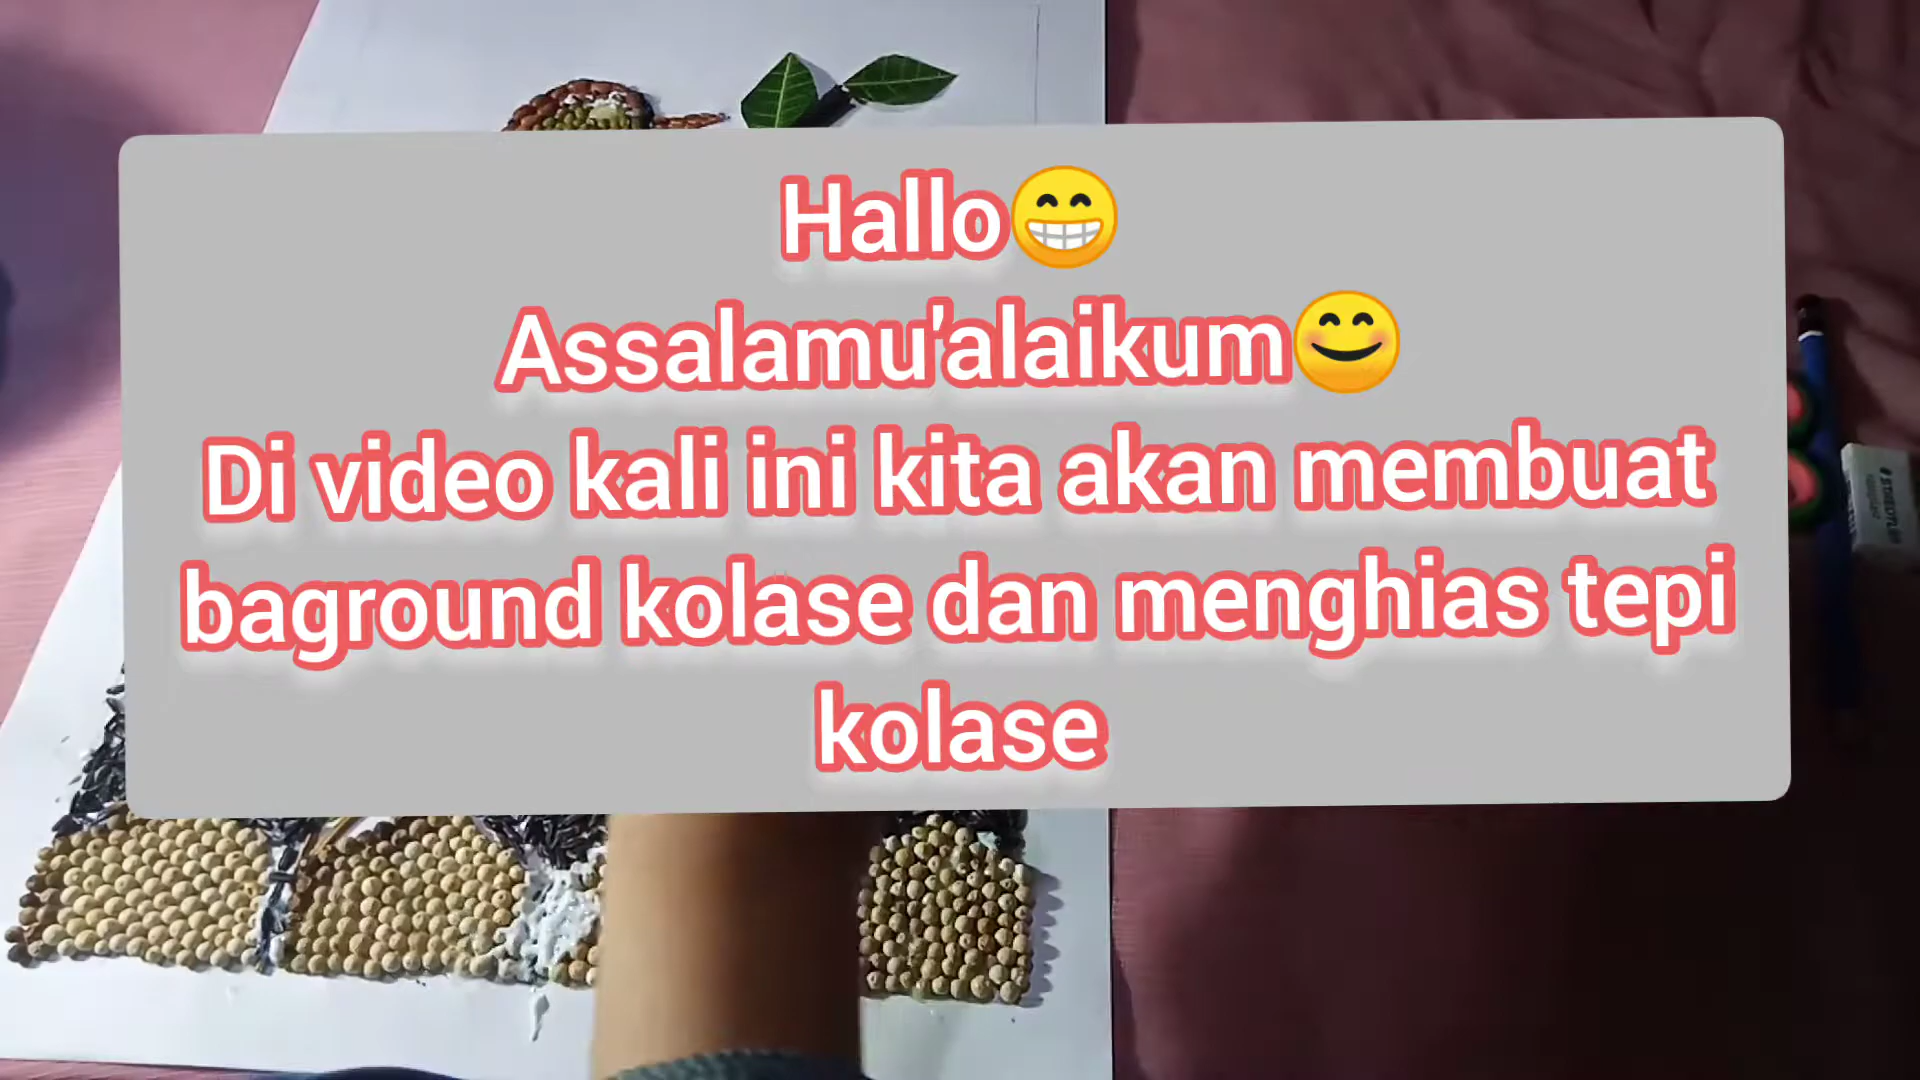 Hallo😁
Assalamu'alaikum😊
Di video kali ini kita akan membuat
baground kolase dan menghias tepi
kolase